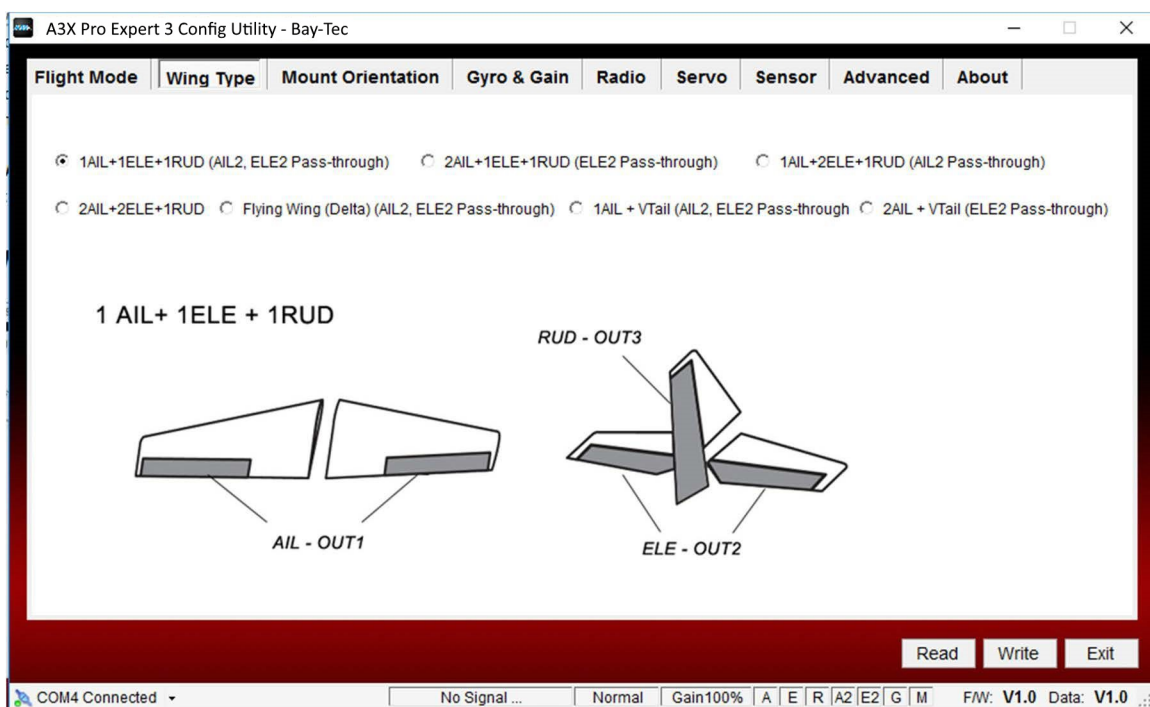 A3X Pro Expert 3 Config Utility - Bay-Tec
Flight Mode Wing Type Mount Orientation Gyro & Gain Radio Servo Sensor Advanced About
1AIL+1ELE+1RUD (AIL2, ELE2 Pass-through) 2AIL+1ELE+1RUD (ELE2 Pass-through) 1AIL+2ELE+1RUD (AIL2 Pass-through)
2AIL+2ELE+1RUD Flying Wing (Delta) (AIL2, ELE2 Pass-through) 1AIL + VTail (AIL2, ELE2 Pass-through 2AIL + VTail (ELE2 Pass-through)
1 AIL+ 1ELE + 1RUD
RUD - OUT3
AIL - OUT1
ELE - OUT2
Read Write Exit
COM4 Connected No Signal ... Normal Gain100% A E R A2 E2 G M F/W: V1.0 Data: V1.0